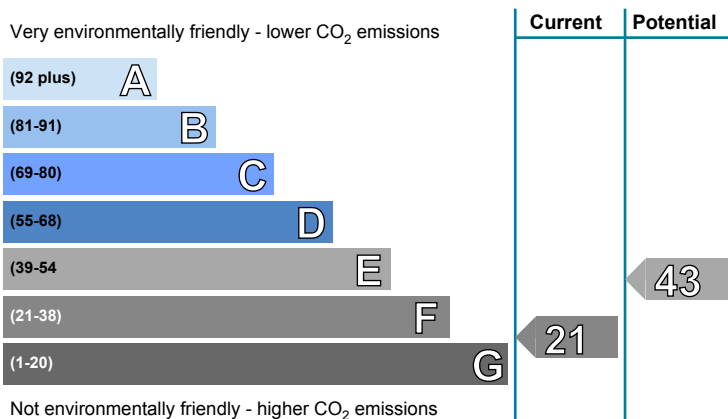 Current Potential
Very environmentally friendly - lower CO2 emissions
(92 plus) A
(81-91) B
(69-80) C
(55-68) D
(39-54 E
43
(21-38) F
21
(1-20) G
Not environmentally friendly - higher CO2 emissions